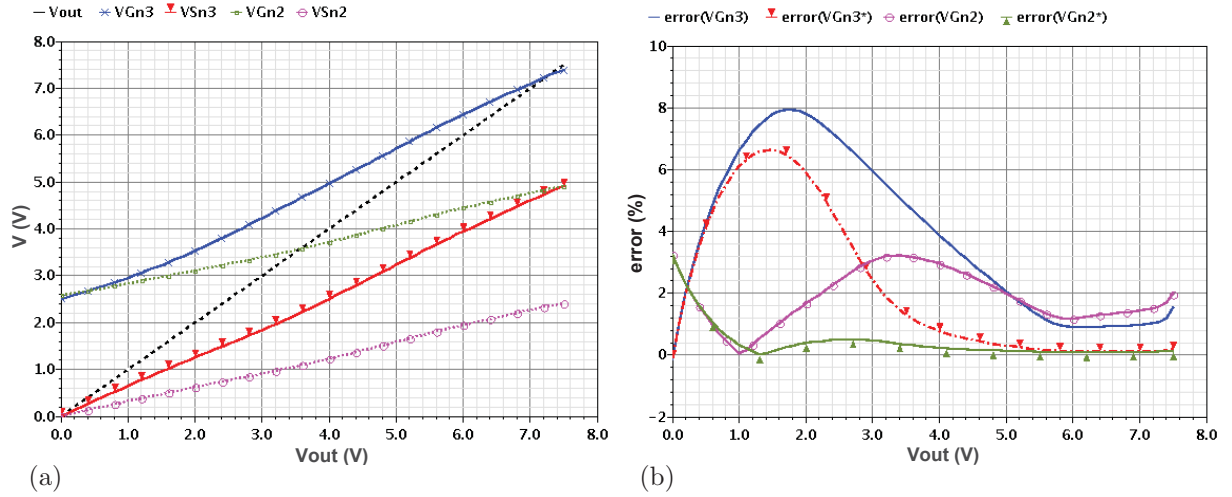 Vout VGn3 VSn3 VGn2 VSn2
8.0
7.0
6.0
5.0
4.0
3.0
2.0
1.0
0.0
V (V)
0.0 1.0 2.0 3.0 4.0 5.0 6.0 7.0 8.0
Vout (V)
(a)
error(VGn3) error(VGn3*) error(VGn2) error(VGn2*)
10
8
6
4
2
0
−2
error (%)
0.0 1.0 2.0 3.0 4.0 5.0 6.0 7.0 8.0
Vout (V)
(b)